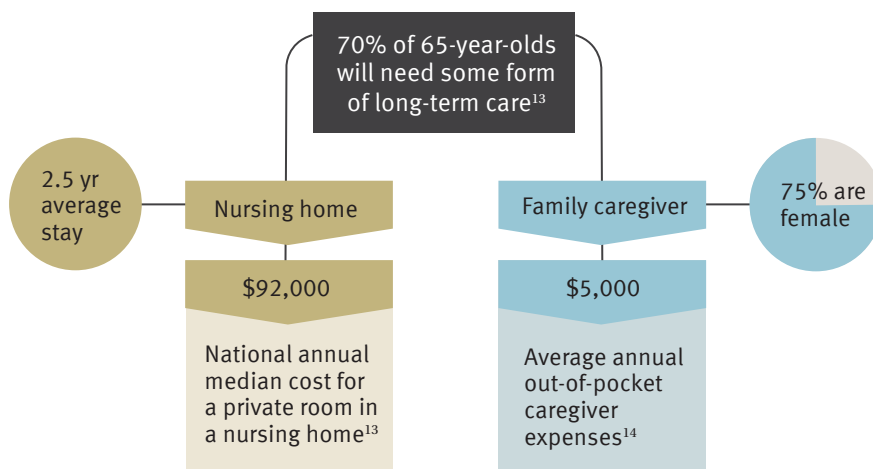 70% of 65-year-olds
will need some form
of long-term care¹³
2.5 yr
average
stay
Nursing home
Family caregiver
75% are
female
$92,000
$5,000
National annual
median cost for
a private room in
a nursing home¹³
Average annual
out-of-pocket
caregiver
expenses¹⁴